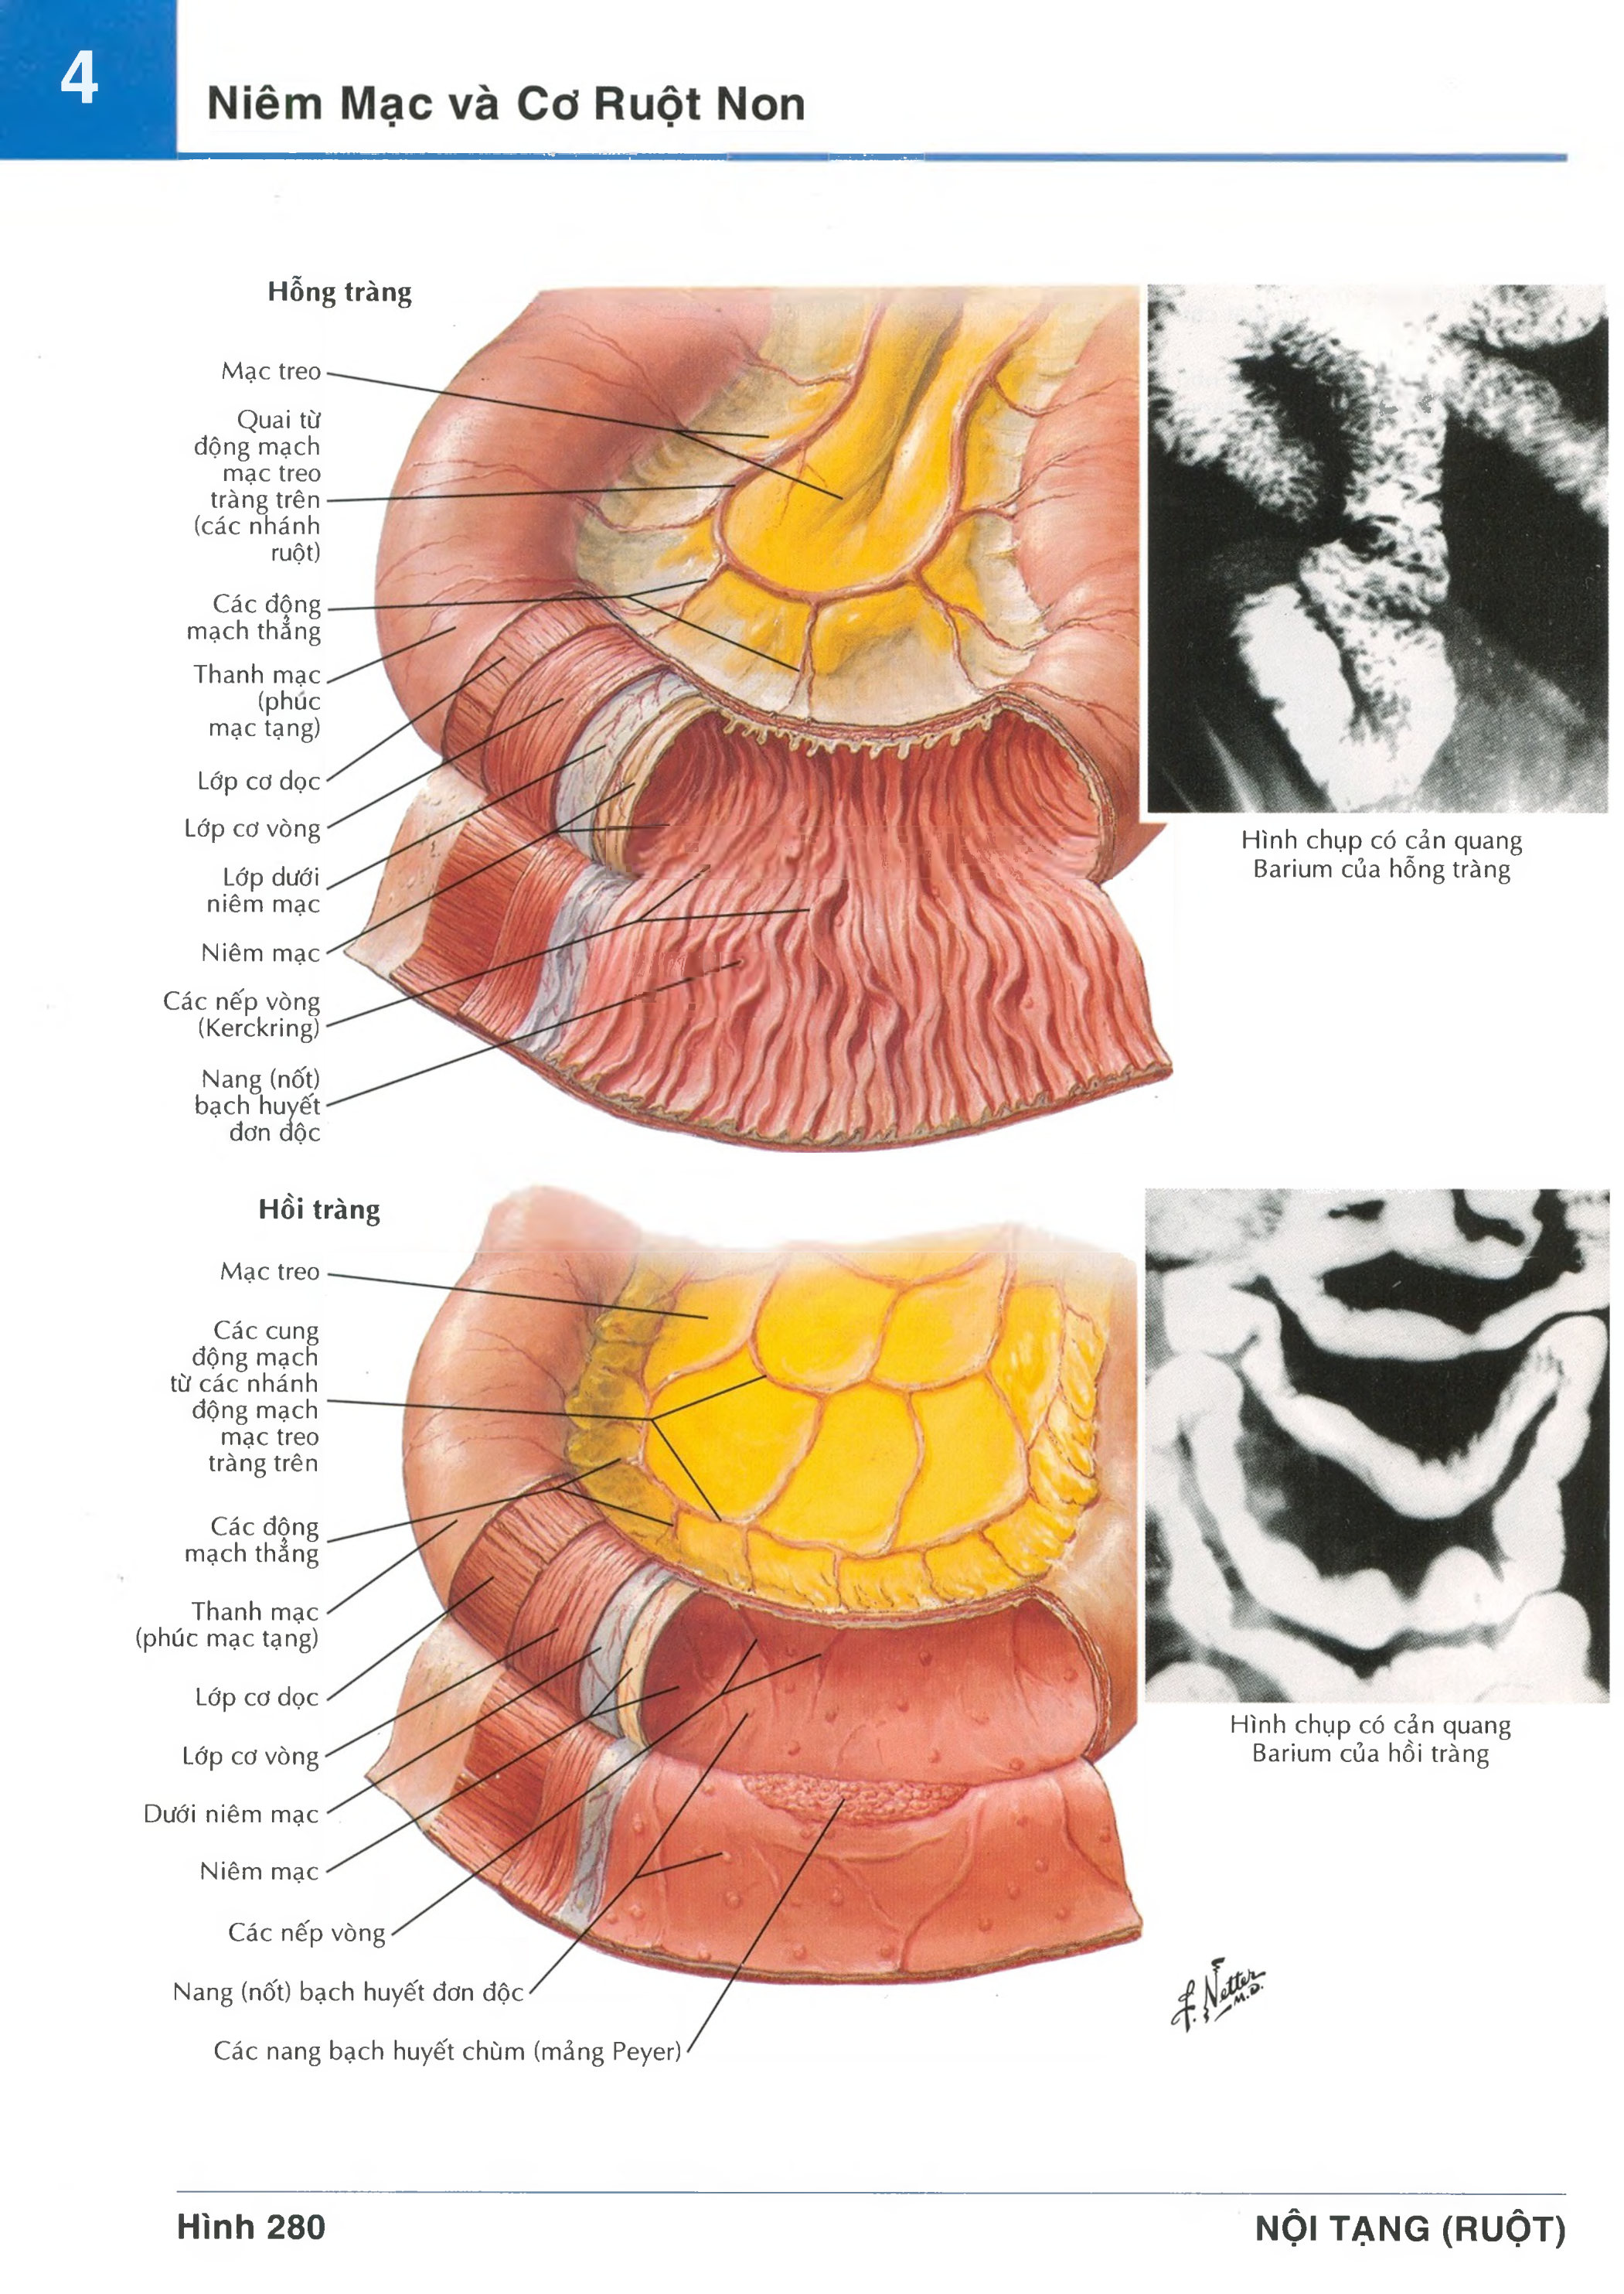 4
Niêm Mạc và Cơ Ruột Non
Hỗng tràng
Mạc treo
Quai từ
động mạch
mạc treo
tràng trên
(các nhánh
ruột)
Các động
mạch thẳng
Thanh mạc
(phúc
mạc tạng)
Lớp cơ dọc
Lớp cơ vòng
Lớp dưới
niêm mạc
Niêm mạc
Các nếp vòng
(Kerckring)
Nang (nốt)
bạch huyết
đơn độc
Hình chụp có cản quang
Barium của hỗng tràng
Hồi tràng
Mạc treo
Các cung
động mạch
từ các nhánh
động mạch
mạc treo
tràng trên
Các động
mạch thẳng
Thanh mạc
(phúc mạc tạng)
Lớp cơ dọc
Lớp cơ vòng
Dưới niêm mạc
Niêm mạc
Các nếp vòng
Nang (nốt) bạch huyết đơn độc
Các nang bạch huyết chùm (mảng Peyer)
Hình chụp có cản quang
Barium của hồi tràng
F. Netter
M.D.
Hình 280
NỘI TẠNG (RUỘT)